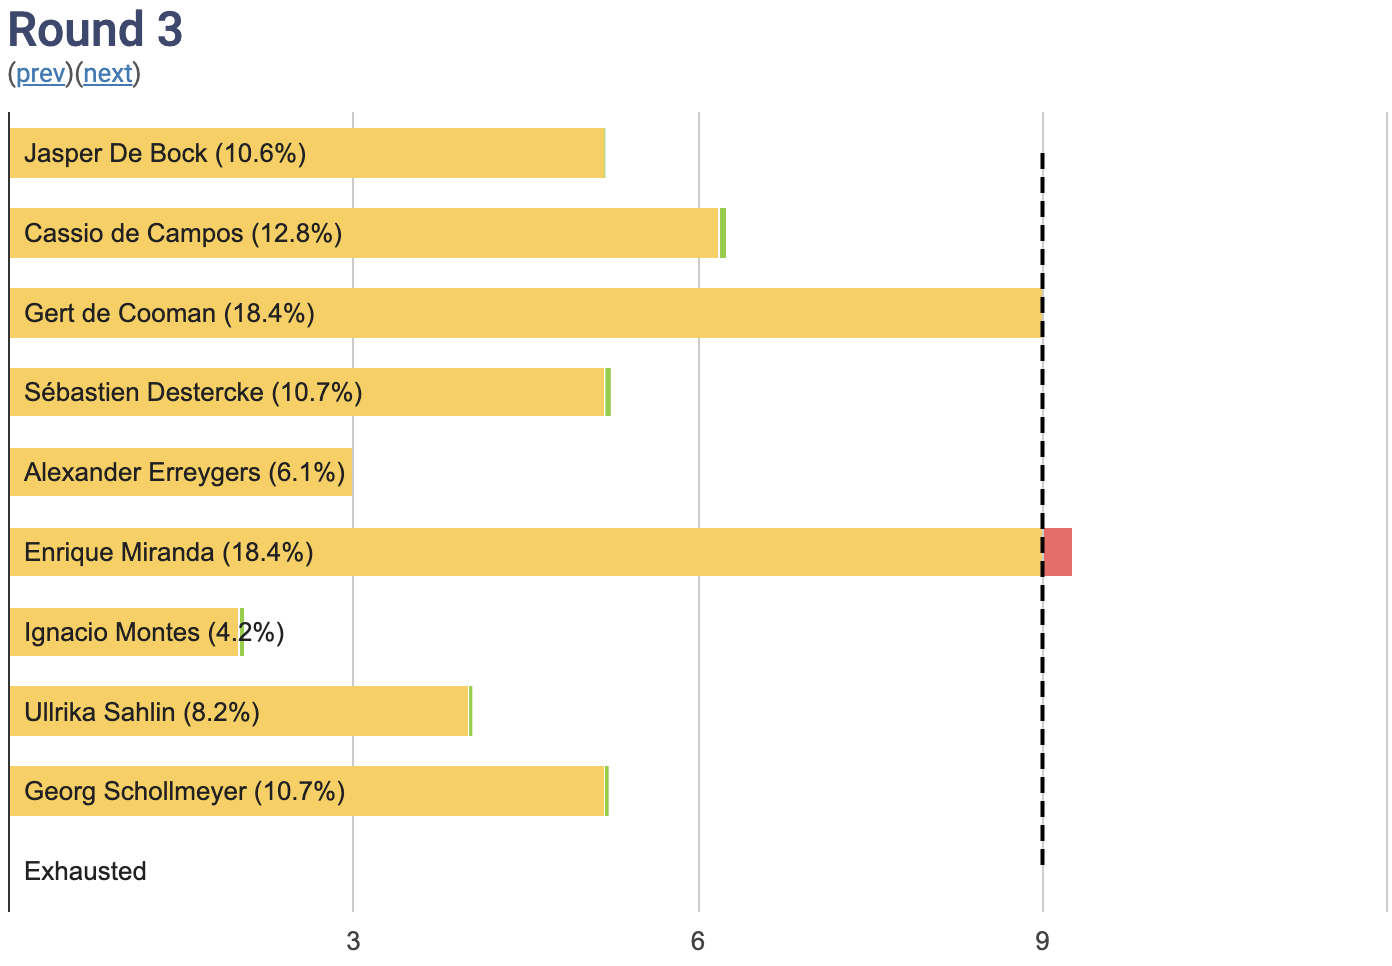 Round 3
(prev)(next)
Jasper De Bock (10.6%)
Cassio de Campos (12.8%)
Gert de Cooman (18.4%)
Sébastien Destercke (10.7%)
Alexander Erreygers (6.1%)
Enrique Miranda (18.4%)
Ignacio Montes (4.2%)
Ullrika Sahlin (8.2%)
Georg Schollmeyer (10.7%)
Exhausted
3 6 9